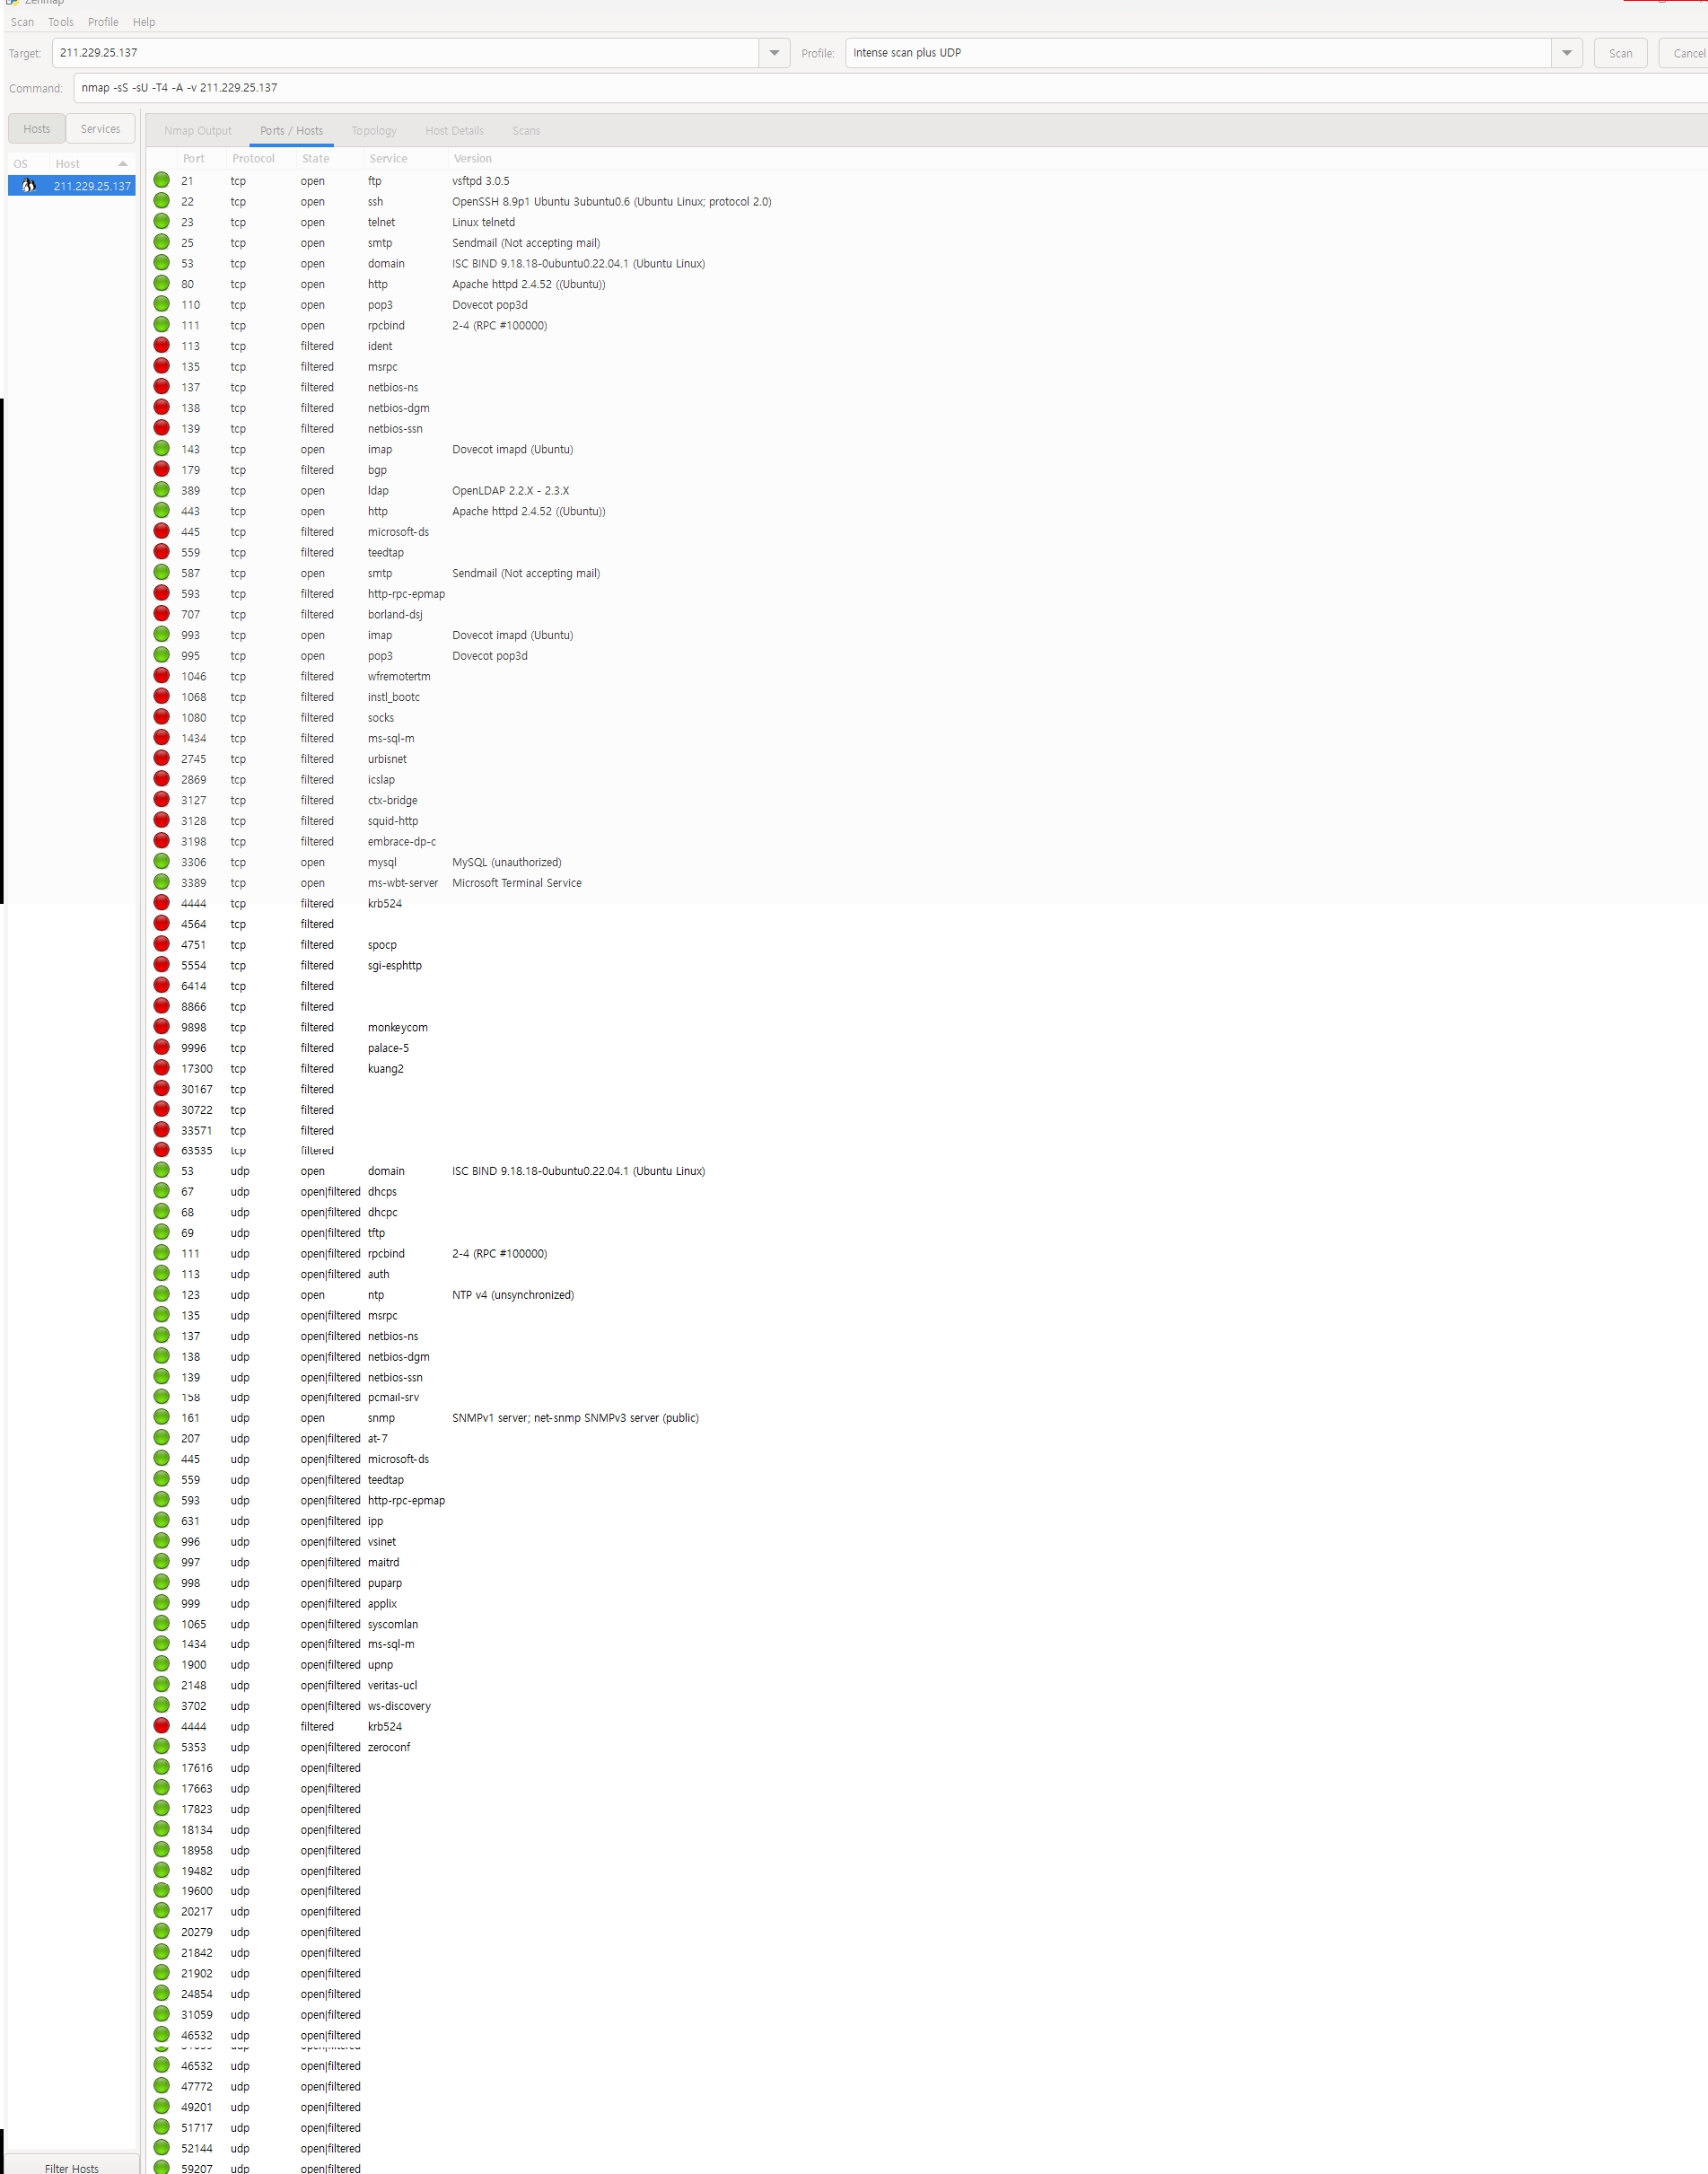 Zenmap
Scan Tools Profile Help
Target: 211.229.25.137 Profile: Intense scan plus UDP Scan Cancel
Command: nmap -sS -sU -T4 -A -v 211.229.25.137
Hosts Services Nmap Output Ports / Hosts Topology Host Details Scans
OS Host Port Protocol State Service Version
211.229.25.137
21 tcp open ftp vsftpd 3.0.5
22 tcp open ssh OpenSSH 8.9p1 Ubuntu 3ubuntu0.6 (Ubuntu Linux; protocol 2.0)
23 tcp open telnet Linux telnetd
25 tcp open smtp Sendmail (Not accepting mail)
53 tcp open domain ISC BIND 9.18.18-0ubuntu0.22.04.1 (Ubuntu Linux)
80 tcp open http Apache httpd 2.4.52 ((Ubuntu))
110 tcp open pop3 Dovecot pop3d
111 tcp open rpcbind 2-4 (RPC #100000)
113 tcp filtered ident
135 tcp filtered msrpc
137 tcp filtered netbios-ns
138 tcp filtered netbios-dgm
139 tcp filtered netbios-ssn
143 tcp open imap Dovecot imapd (Ubuntu)
179 tcp filtered bgp
389 tcp open ldap OpenLDAP 2.2.X - 2.3.X
443 tcp open http Apache httpd 2.4.52 ((Ubuntu))
445 tcp filtered microsoft-ds
559 tcp filtered teedtap
587 tcp open smtp Sendmail (Not accepting mail)
593 tcp filtered http-rpc-epmap
707 tcp filtered borland-dsj
993 tcp open imap Dovecot imapd (Ubuntu)
995 tcp open pop3 Dovecot pop3d
1046 tcp filtered wfremotertm
1068 tcp filtered instl_bootc
1080 tcp filtered socks
1434 tcp filtered ms-sql-m
2745 tcp filtered urbisnet
2869 tcp filtered icslap
3127 tcp filtered ctx-bridge
3128 tcp filtered squid-http
3198 tcp filtered embrace-dp-c
3306 tcp open mysql MySQL (unauthorized)
3389 tcp open ms-wbt-server Microsoft Terminal Service
4444 tcp filtered krb524
4564 tcp filtered
4751 tcp filtered spocp
5554 tcp filtered sgi-esphttp
6414 tcp filtered
8866 tcp filtered
9898 tcp filtered monkeycom
9996 tcp filtered palace-5
17300 tcp filtered kuang2
30167 tcp filtered
30722 tcp filtered
33571 tcp filtered
63535 tcp filtered
53 udp open domain ISC BIND 9.18.18-0ubuntu0.22.04.1 (Ubuntu Linux)
67 udp open|filtered dhcps
68 udp open|filtered dhcpc
69 udp open|filtered tftp
111 udp open|filtered rpcbind 2-4 (RPC #100000)
113 udp open|filtered auth
123 udp open ntp NTP v4 (unsynchronized)
135 udp open|filtered msrpc
137 udp open|filtered netbios-ns
138 udp open|filtered netbios-dgm
139 udp open|filtered netbios-ssn
158 udp open|filtered pcmail-srv
161 udp open snmp SNMPv1 server; net-snmp SNMPv3 server (public)
207 udp open|filtered at-7
445 udp open|filtered microsoft-ds
559 udp open|filtered teedtap
593 udp open|filtered http-rpc-epmap
631 udp open|filtered ipp
996 udp open|filtered vsinet
997 udp open|filtered maitrd
998 udp open|filtered puparp
999 udp open|filtered applix
1065 udp open|filtered syscomlan
1434 udp open|filtered ms-sql-m
1900 udp open|filtered upnp
2148 udp open|filtered veritas-ucl
3702 udp open|filtered ws-discovery
4444 udp filtered krb524
5353 udp open|filtered zeroconf
17616 udp open|filtered
17663 udp open|filtered
17823 udp open|filtered
18134 udp open|filtered
18958 udp open|filtered
19482 udp open|filtered
19600 udp open|filtered
20217 udp open|filtered
20279 udp open|filtered
21842 udp open|filtered
21902 udp open|filtered
24854 udp open|filtered
31059 udp open|filtered
46532 udp open|filtered
46532 udp open|filtered
47772 udp open|filtered
49201 udp open|filtered
51717 udp open|filtered
52144 udp open|filtered
Filter Hosts 59207 udp open|filtered